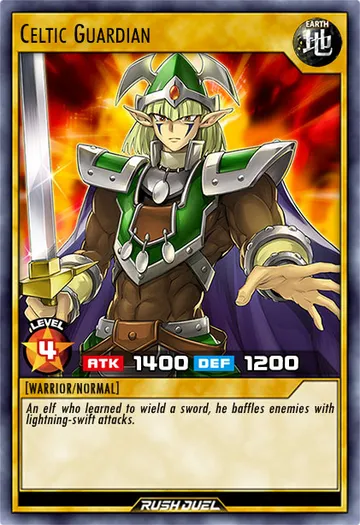 Celtic Guardian
EARTH
地
LEVEL
4
ATK 1400 DEF 1200
[WARRIOR/NORMAL]
An elf who learned to wield a sword, he baffles enemies with
lightning-swift attacks.
RUSH DUEL